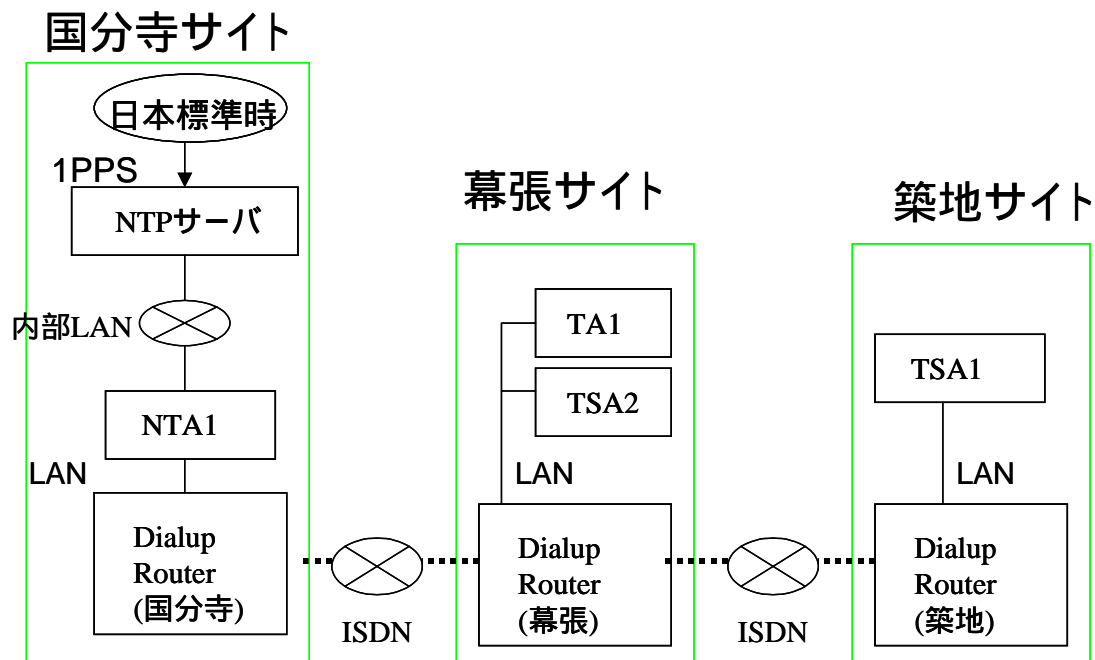 国分寺サイト
日本標準時
1PPS
NTPサーバ
内部LAN
NTA1
LAN
Dialup
Router
(国分寺)
ISDN
幕張サイト
TA1
TSA2
LAN
Dialup
Router
(幕張)
ISDN
築地サイト
TSA1
LAN
Dialup
Router
(築地)